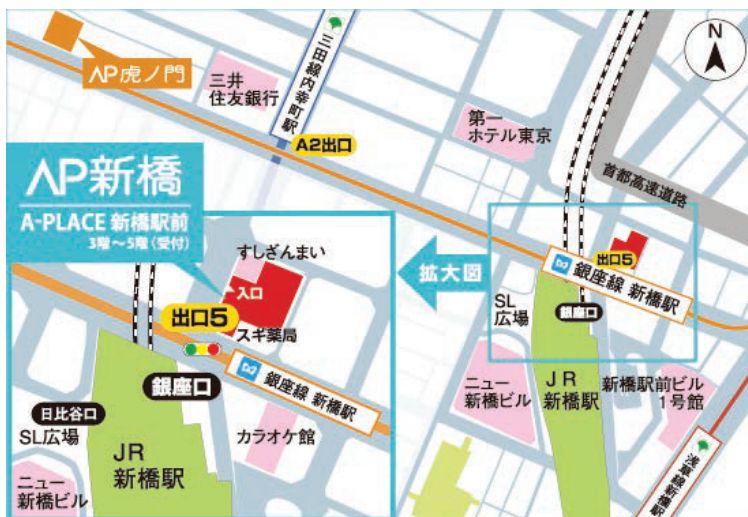 AP虎ノ門
三井
住友銀行
三田線内幸町駅
A2出口
第一
ホテル東京
N
首都高速道路
AP新橋
A-PLACE 新橋駅前
3階～5階（受付）
すしざんまい
入口
出口5
スギ薬局
銀座線 新橋駅
銀座口
日比谷口
SL広場
JR
新橋駅
カラオケ館
ニュー
新橋ビル
拡大図
出口5
銀座線 新橋駅
SL
広場
銀座口
ニュー
新橋ビル
JR
新橋駅
新橋駅前ビル
1号館
浅草線新橋駅